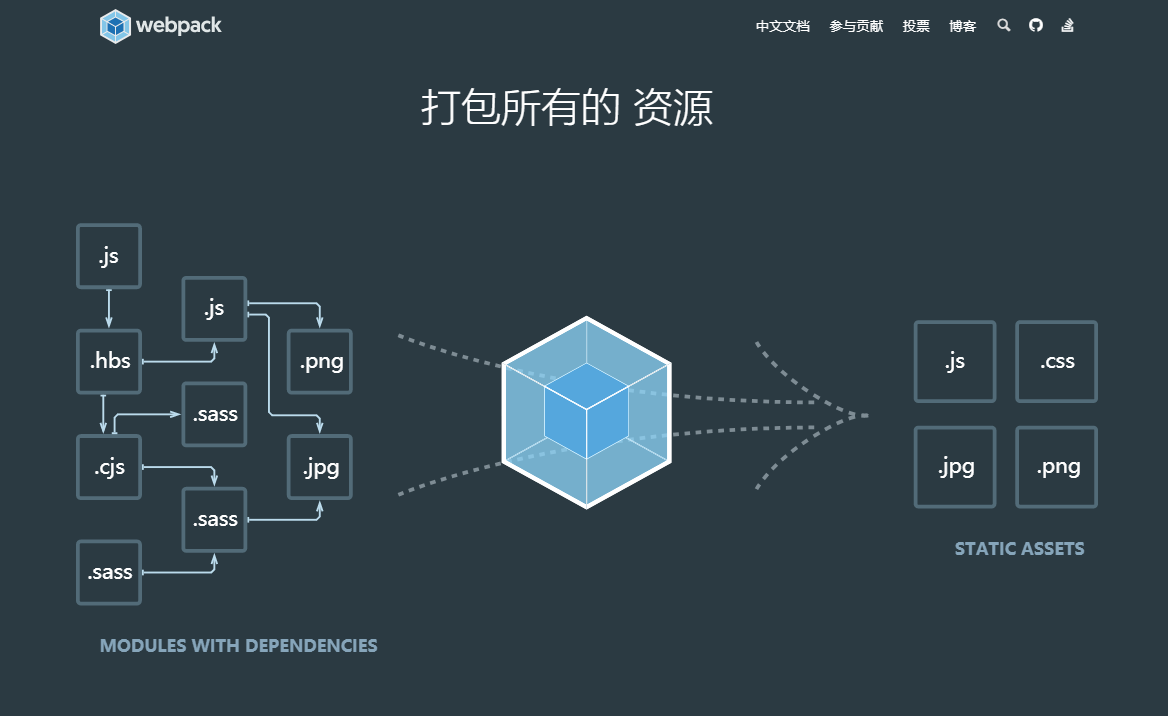 webpack
中文文档 参与贡献 投票 博客
打包所有的 资源
.js
.js
.hbs
.png
.sass
.cjs
.jpg
.sass
.sass
MODULES WITH DEPENDENCIES
.js .css
.jpg .png
STATIC ASSETS